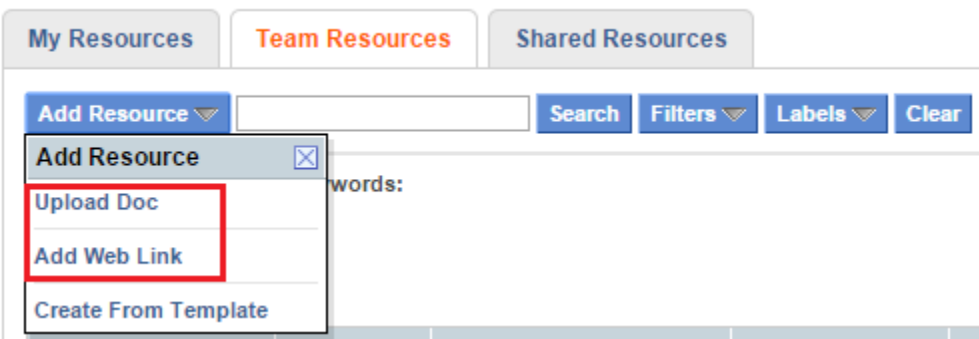 My Resources Team Resources Shared Resources
Add Resource Search Filters Labels Clear
Add Resource
words:
Upload Doc
Add Web Link
Create From Template